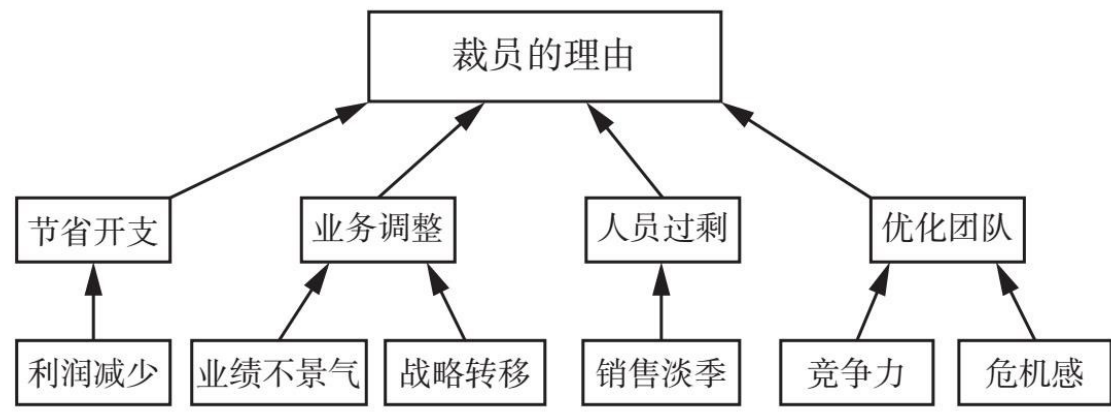 裁员的理由
节省开支
业务调整
人员过剩
优化团队
利润减少
业绩不景气
战略转移
销售淡季
竞争力
危机感